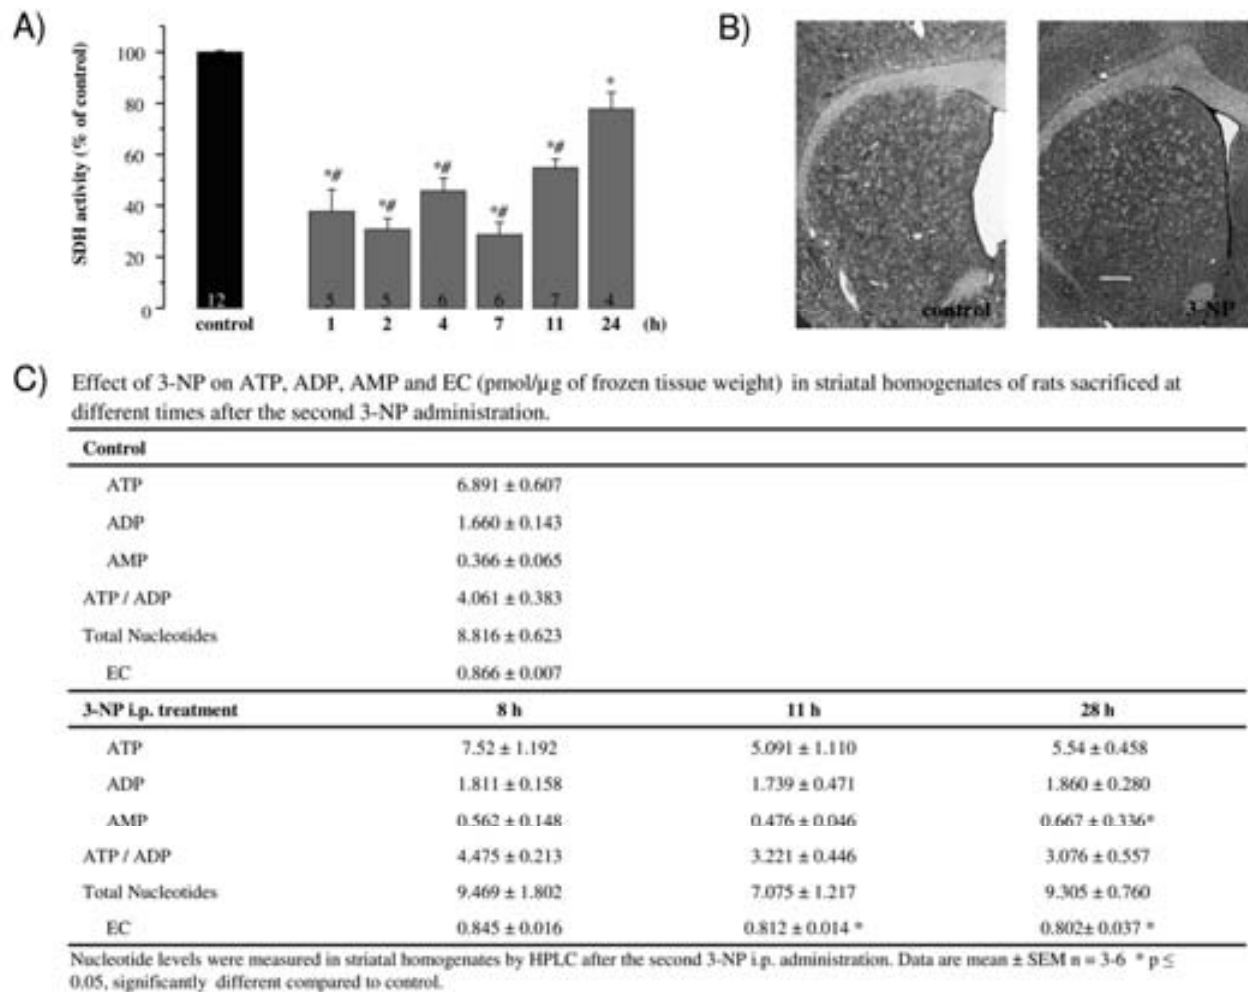 A)
SDH activity (% of control)
100
80
60
40
20
0
*#
*#
*#
*#
*#
*
12
5
5
6
6
7
4
control
1
2
4
7
11
24
(h)
B)
control
3-NP
C)
Effect of 3-NP on ATP, ADP, AMP and EC (pmol/µg of frozen tissue weight) in striatal homogenates of rats sacrificed at
different times after the second 3-NP administration.
Control
ATP 6.891 ± 0.607
ADP 1.660 ± 0.143
AMP 0.366 ± 0.065
ATP / ADP 4.061 ± 0.383
Total Nucleotides 8.816 ± 0.623
EC 0.866 ± 0.007
3-NP i.p. treatment 8 h 11 h 28 h
ATP 7.52 ± 1.192 5.091 ± 1.110 5.54 ± 0.458
ADP 1.811 ± 0.158 1.739 ± 0.471 1.860 ± 0.280
AMP 0.562 ± 0.148 0.476 ± 0.046 0.667 ± 0.336*
ATP / ADP 4.475 ± 0.213 3.221 ± 0.446 3.076 ± 0.557
Total Nucleotides 9.469 ± 1.802 7.075 ± 1.217 9.305 ± 0.760
EC 0.845 ± 0.016 0.812 ± 0.014 * 0.802± 0.037 *
Nucleotide levels were measured in striatal homogenates by HPLC after the second 3-NP i.p. administration. Data are mean ± SEM n = 3-6 * p ≤
0.05, significantly different compared to control.